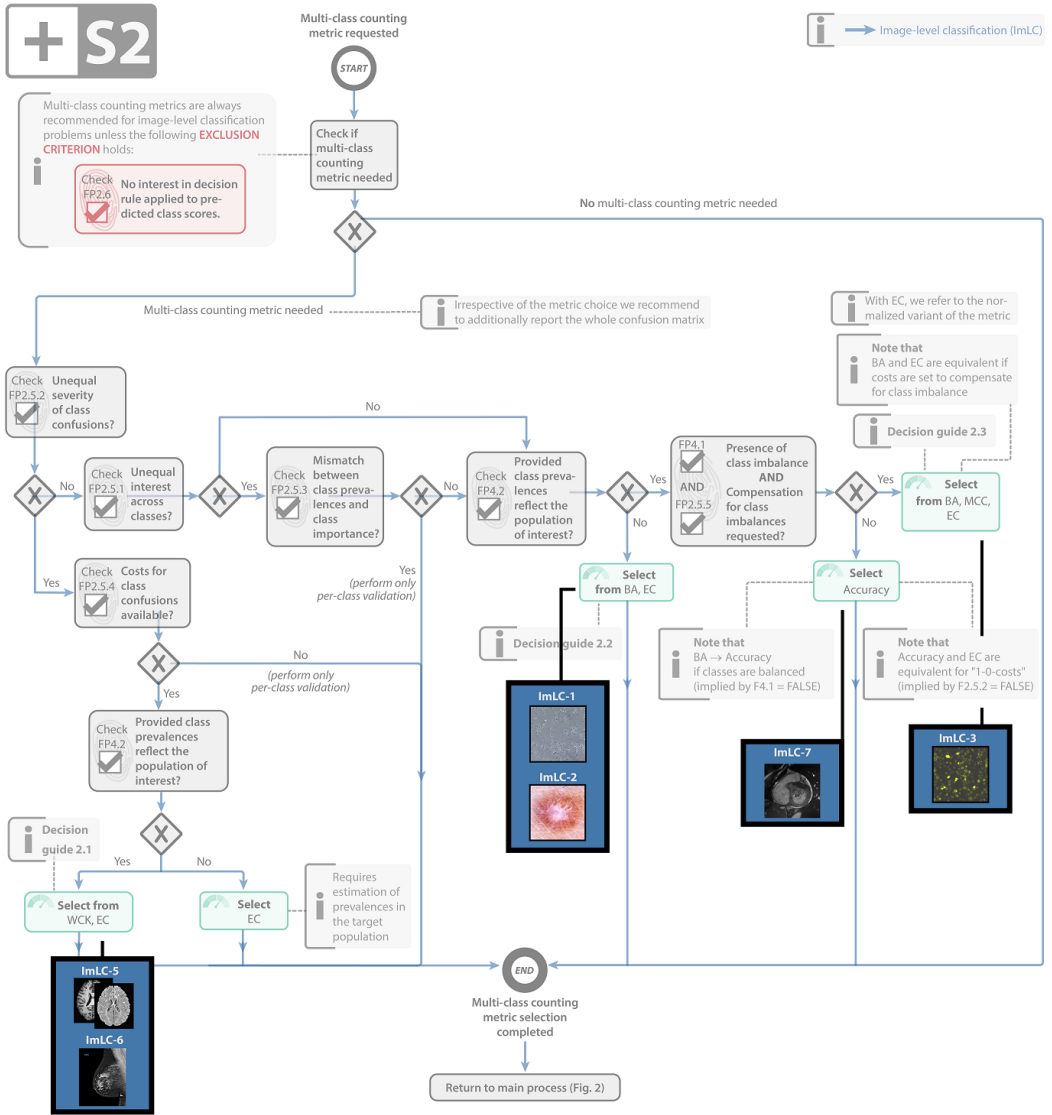 + S2
Multi-class counting
metric requested
START
Image-level classification (ImLC)
Multi-class counting metrics are always
recommended for image-level classification
problems unless the following EXCLUSION
CRITERION holds:
Check
FP2.6
No interest in decision
rule applied to pre-
dicted class scores.
Check if
multi-class
counting
metric needed
X
No multi-class counting metric needed
Multi-class counting metric needed
Irrespective of the metric choice we recommend
to additionally report the whole confusion matrix
With EC, we refer to the nor-
malized variant of the metric
Note that
BA and EC are equivalent if
costs are set to compensate
for class imbalance
Decision guide 2.3
Check
FP2.5.2
Unequal
severity
of class
confusions?
X
No
Check
FP2.5.1
Unequal
interest
across
classes?
X
No
Yes
Check
FP2.5.3
Mismatch
between
class preva-
lences and
class
importance?
X
No
Yes
(perform only
per-class validation)
Check
FP4.2
Provided
class preva-
lences
reflect the
population
of interest?
X
Yes
No
FP4.1
AND
FP2.5.5
Presence of
class imbalance
AND
Compensation
for class
imbalances
requested?
X
Yes
No
Select
from BA, MCC,
EC
Yes
Check
FP2.5.4
Costs for
class
confusions
available?
Select
from BA, EC
Select
Accuracy
Decision guide 2.2
Note that
BA → Accuracy
if classes are balanced
(implied by F4.1 = FALSE)
Note that
Accuracy and EC are
equivalent for "1-0-costs"
(implied by F2.5.2 = FALSE)
X
No
(perform only
per-class validation)
Yes
Check
FP4.2
Provided class
prevalences
reflect the
population of
interest?
ImLC-1
ImLC-2
ImLC-7
ImLC-3
X
Decision
guide 2.1
Yes
No
Select from
WCK, EC
Select
EC
Requires
estimation of
prevalences in
the target
population
ImLC-5
ImLC-6
END
Multi-class counting
metric selection
completed
Return to main process (Fig. 2)